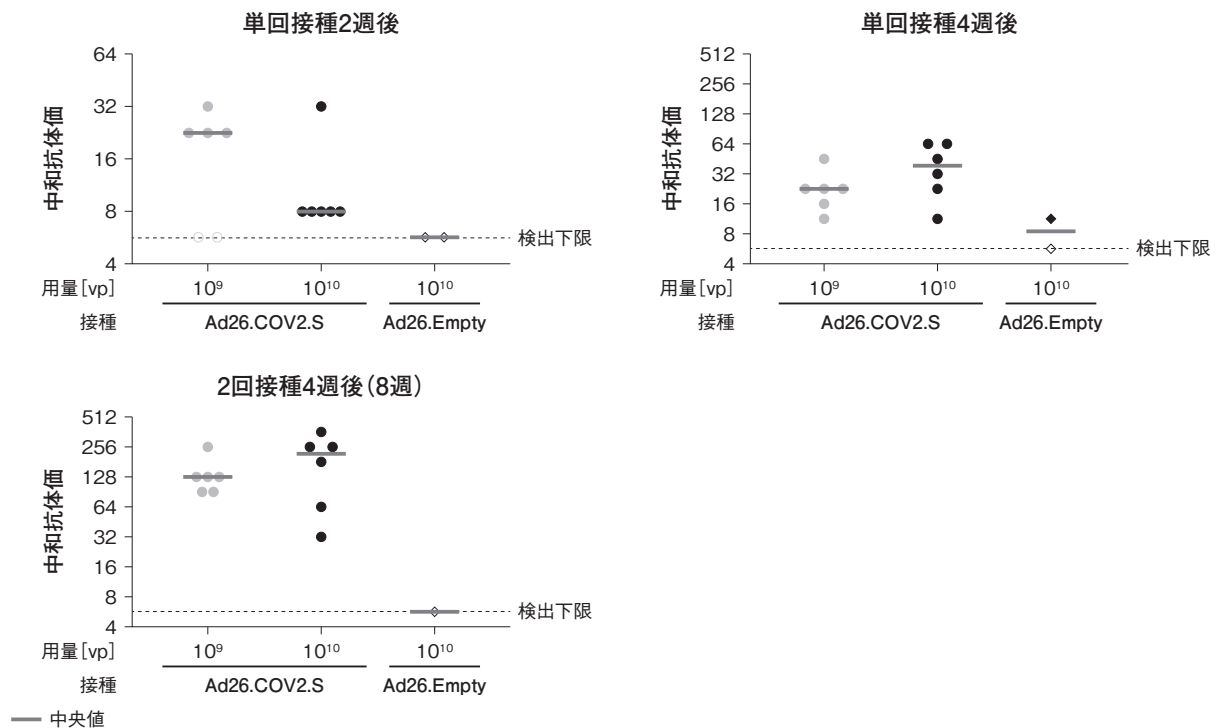 単回接種2週後
中和抗体価
64
32
16
8
4
検出下限
用量[vp] 10⁹ 10¹⁰ 10¹⁰
接種 Ad26.COV2.S Ad26.Empty
単回接種4週後
中和抗体価
512
256
128
64
32
16
8
4
検出下限
用量[vp] 10⁹ 10¹⁰ 10¹⁰
接種 Ad26.COV2.S Ad26.Empty
2回接種4週後(8週)
中和抗体価
512
256
128
64
32
16
8
4
検出下限
用量[vp] 10⁹ 10¹⁰ 10¹⁰
接種 Ad26.COV2.S Ad26.Empty
中央値